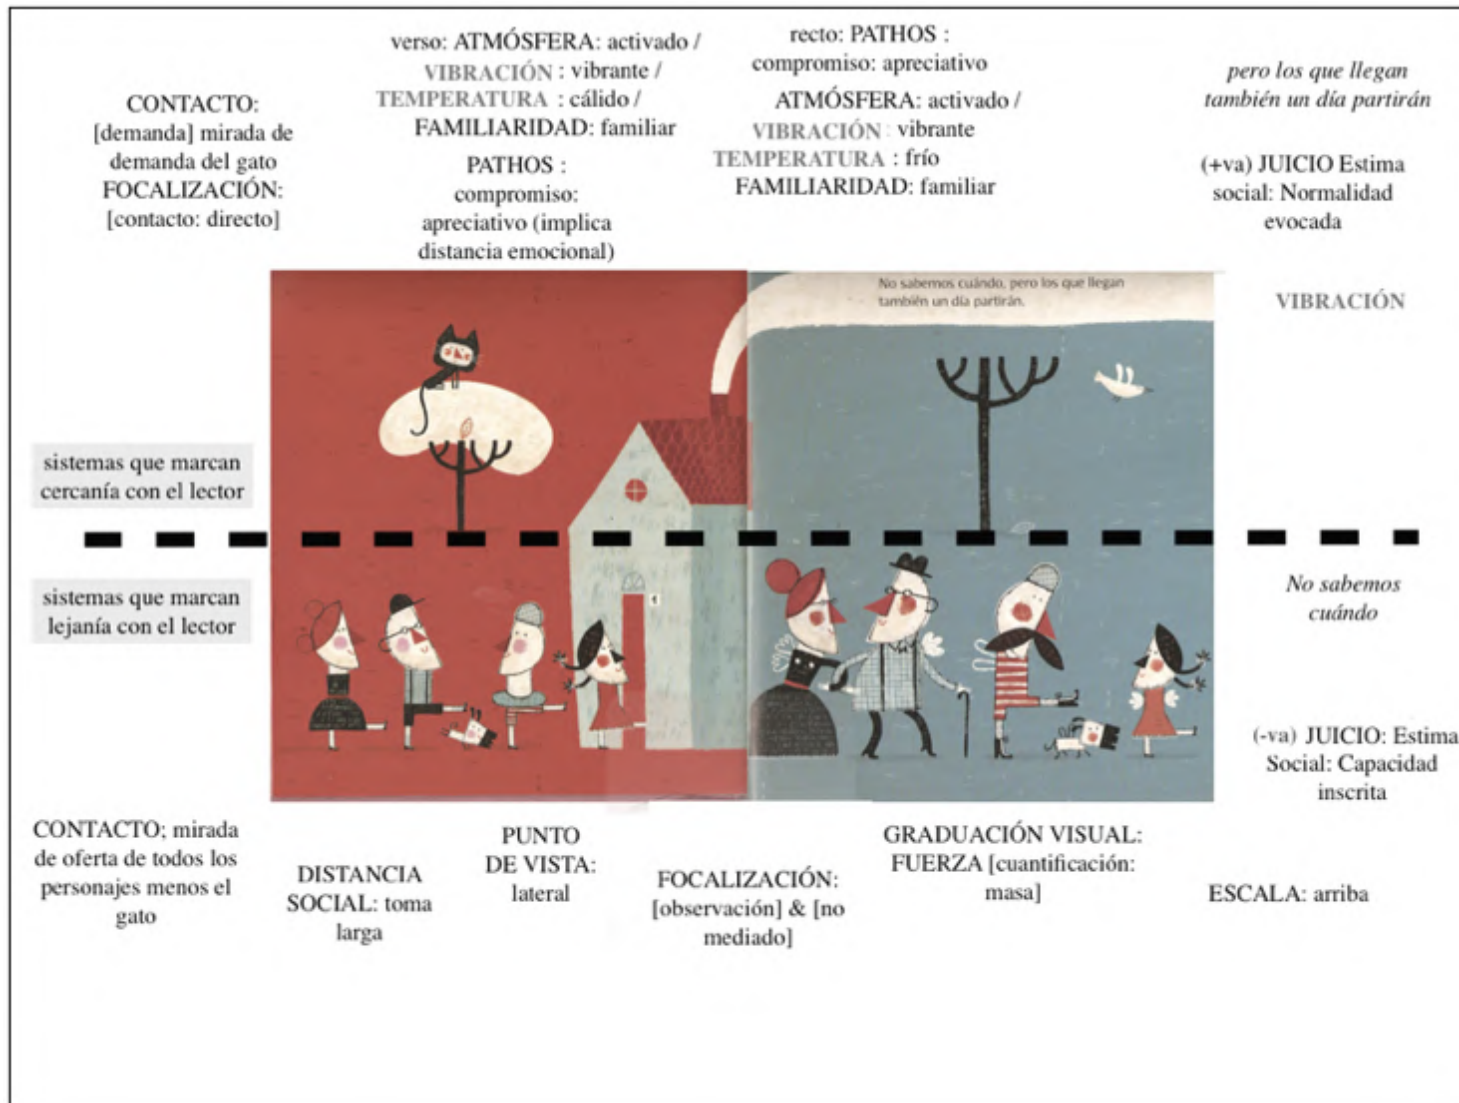 verso: ATMÓSFERA: activado /
VIBRACIÓN : vibrante /
TEMPERATURA : cálido /
FAMILIARIDAD: familiar
PATHOS :
compromiso:
apreciativo (implica
distancia emocional)
recto: PATHOS :
compromiso: apreciativo
ATMÓSFERA: activado /
VIBRACIÓN : vibrante
TEMPERATURA : frío
FAMILIARIDAD: familiar
pero los que llegan
también un día partirán
(+va) JUICIO Estima
social: Normalidad
evocada
VIBRACIÓN
CONTACTO:
[demanda] mirada de
demanda del gato
FOCALIZACIÓN:
[contacto: directo]
No sabemos cuándo, pero los que llegan
también un día partirán.
sistemas que marcan
cercanía con el lector
sistemas que marcan
lejanía con el lector
No sabemos
cuándo
(-va) JUICIO: Estima
Social: Capacidad
inscrita
CONTACTO; mirada
de oferta de todos los
personajes menos el
gato
DISTANCIA
SOCIAL: toma
larga
PUNTO
DE VISTA:
lateral
FOCALIZACIÓN:
[observación] & [no
mediado]
GRADUACIÓN VISUAL:
FUERZA [cuantificación:
masa]
ESCALA: arriba